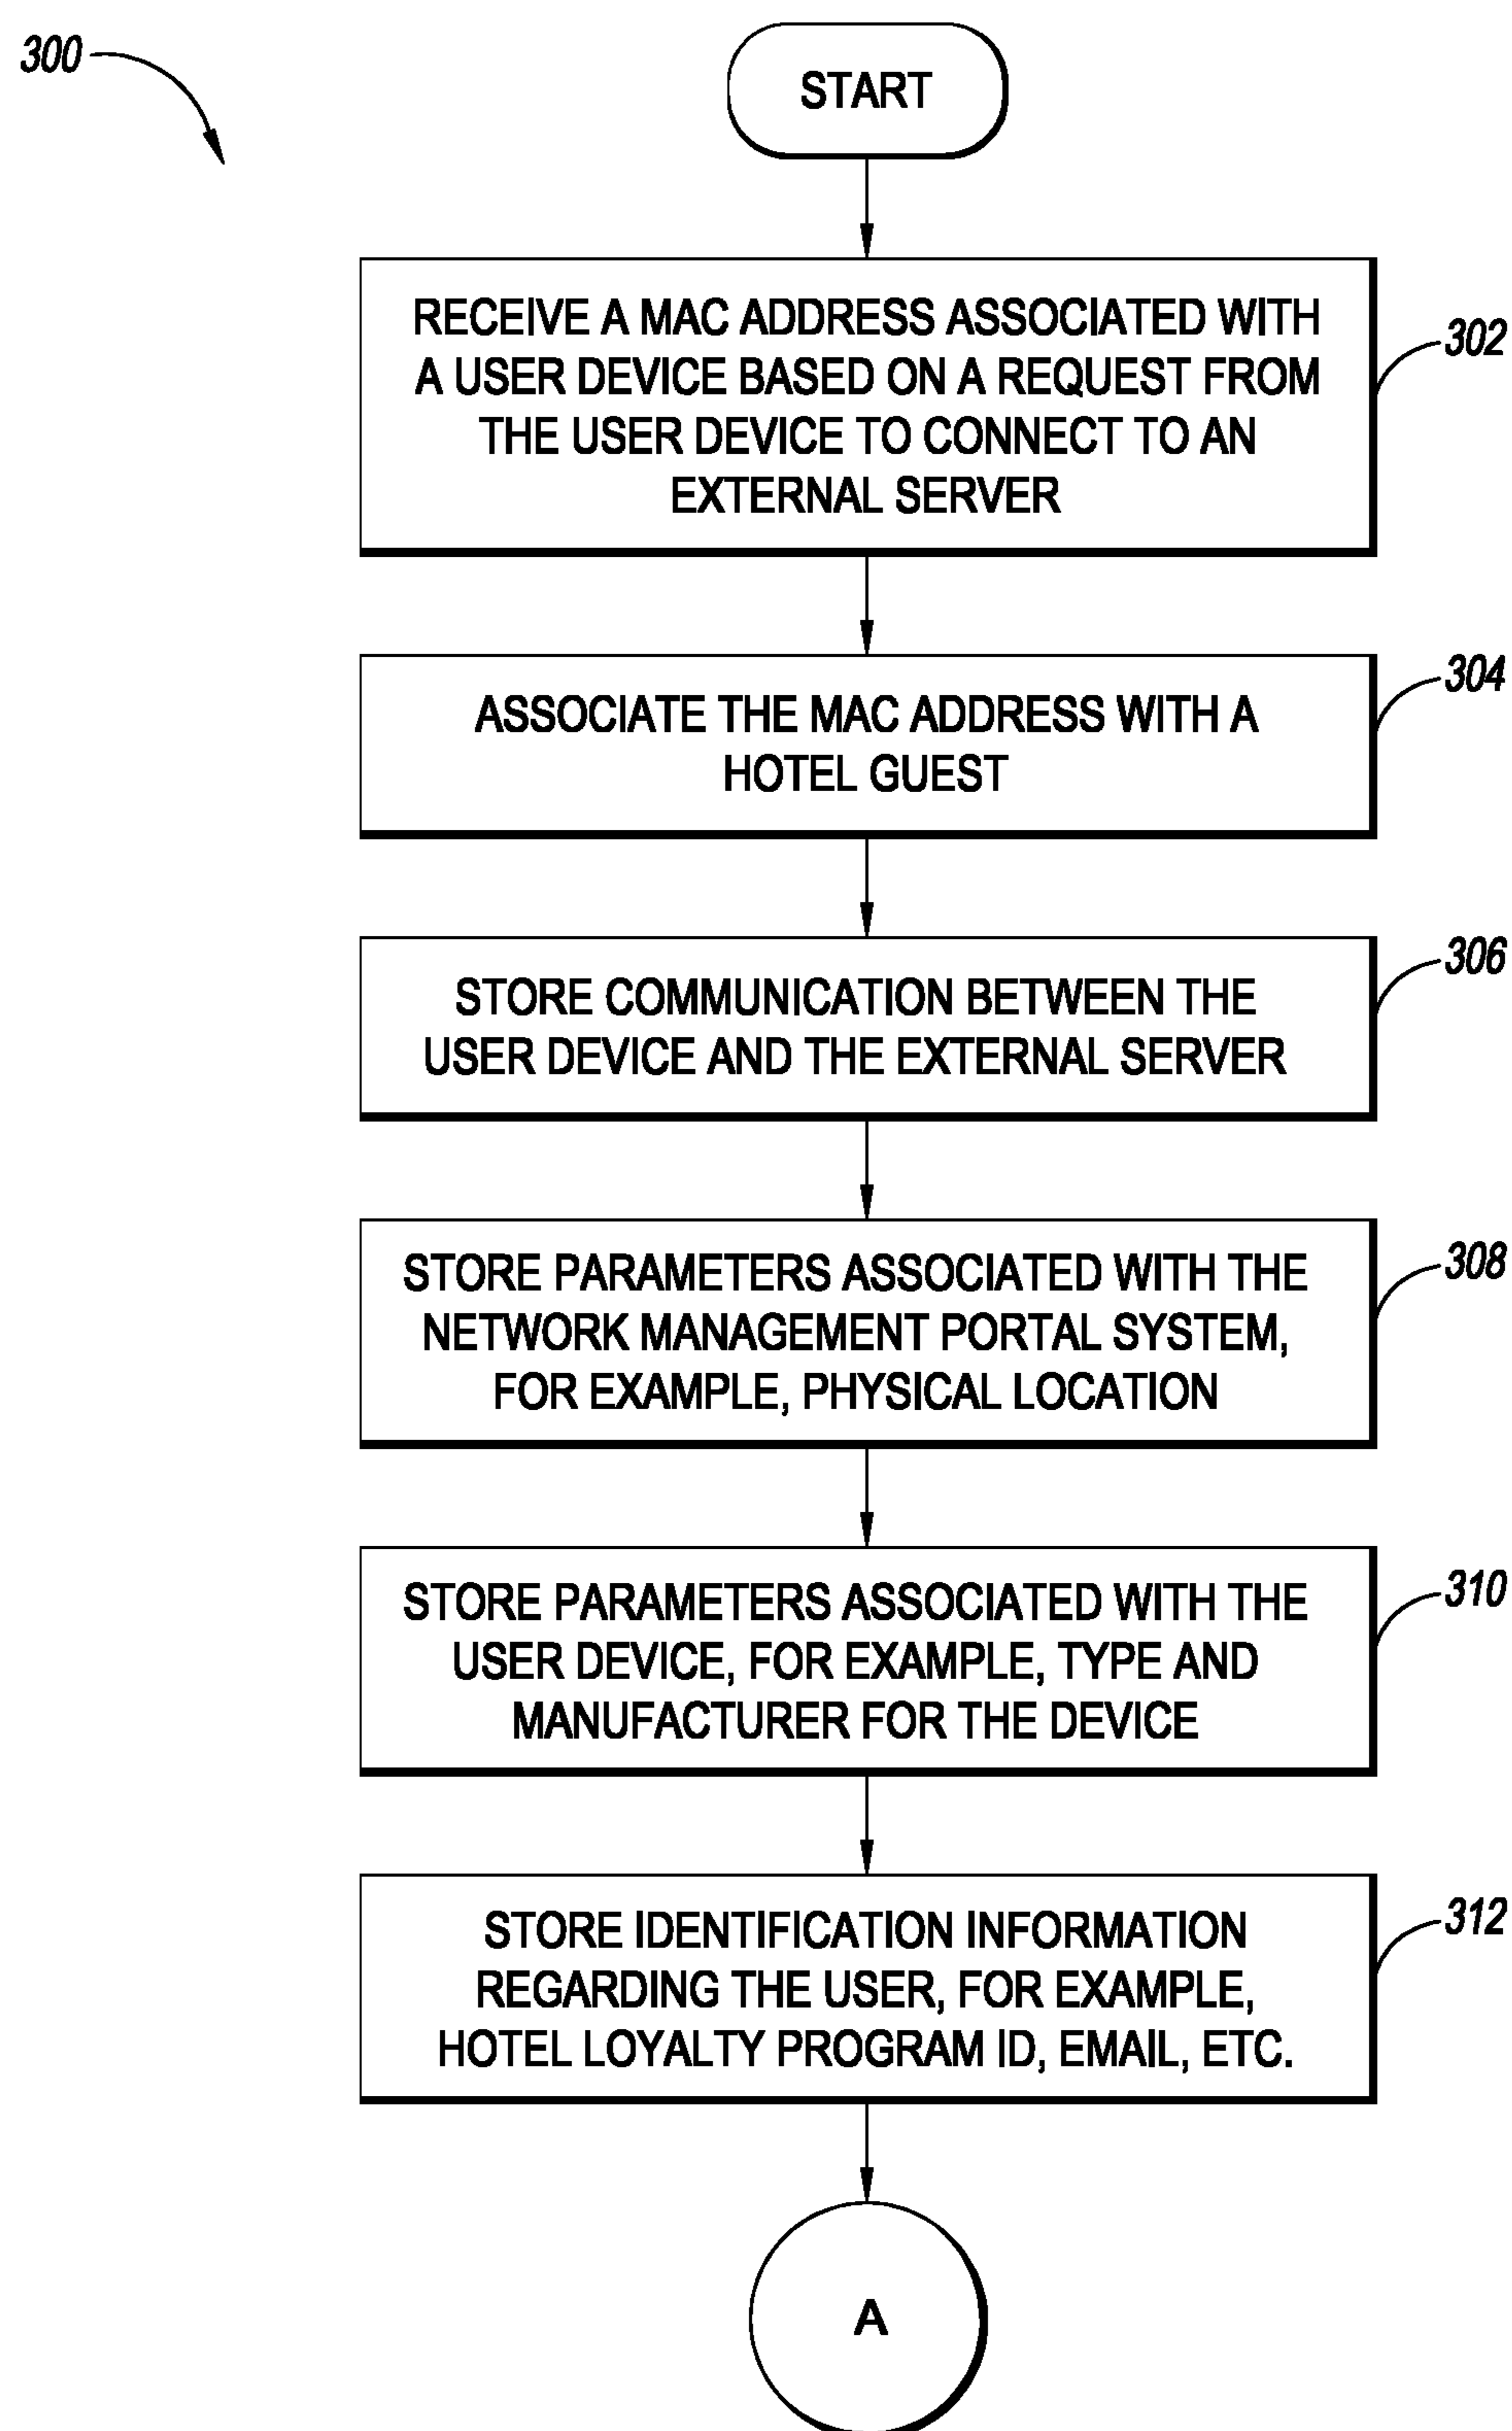 300
START
RECEIVE A MAC ADDRESS ASSOCIATED WITH
A USER DEVICE BASED ON A REQUEST FROM
THE USER DEVICE TO CONNECT TO AN
EXTERNAL SERVER
302
ASSOCIATE THE MAC ADDRESS WITH A
HOTEL GUEST
304
STORE COMMUNICATION BETWEEN THE
USER DEVICE AND THE EXTERNAL SERVER
306
STORE PARAMETERS ASSOCIATED WITH THE
NETWORK MANAGEMENT PORTAL SYSTEM,
FOR EXAMPLE, PHYSICAL LOCATION
308
STORE PARAMETERS ASSOCIATED WITH THE
USER DEVICE, FOR EXAMPLE, TYPE AND
MANUFACTURER FOR THE DEVICE
310
STORE IDENTIFICATION INFORMATION
REGARDING THE USER, FOR EXAMPLE,
HOTEL LOYALTY PROGRAM ID, EMAIL, ETC.
312
A